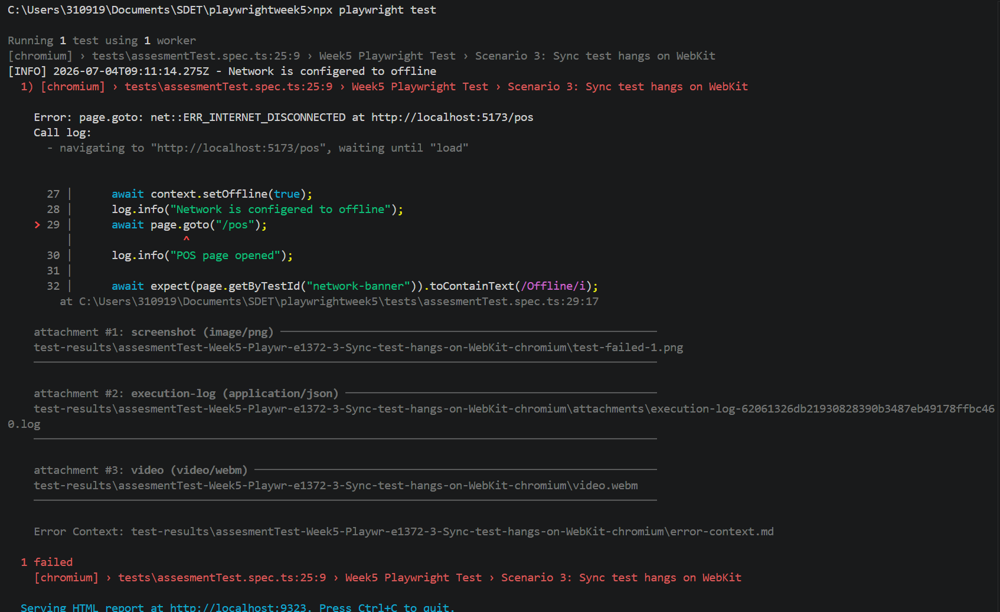 C:\Users\310919\Documents\SDET\playwrightweek5>npx playwright test
Running 1 test using 1 worker
[chromium] › tests\assesmentTest.spec.ts:25:9 › Week5 Playwright Test › Scenario 3: Sync test hangs on WebKit
[INFO] 2026-07-04T09:11:14.275Z - Network is configered to offline
1) [chromium] › tests\assesmentTest.spec.ts:25:9 › Week5 Playwright Test › Scenario 3: Sync test hangs on WebKit
Error: page.goto: net::ERR_INTERNET_DISCONNECTED at http://localhost:5173/pos
Call log:
- navigating to "http://localhost:5173/pos", waiting until "load"
27 |      await context.setOffline(true);
28 |      log.info("Network is configered to offline");
> 29 |      await page.goto("/pos");
|                 ^
30 |      log.info("POS page opened");
31 |
32 |      await expect(page.getByTestId("network-banner")).toContainText(/Offline/i);
at C:\Users\310919\Documents\SDET\playwrightweek5\tests\assesmentTest.spec.ts:29:17
attachment #1: screenshot (image/png) ──────────
test-results\assesmentTest-Week5-Playwr-e1372-3-Sync-test-hangs-on-WebKit-chromium\test-failed-1.png
attachment #2: execution-log (application/json) ──────────
test-results\assesmentTest-Week5-Playwr-e1372-3-Sync-test-hangs-on-WebKit-chromium\attachments\execution-log-62061326db21930828390b3487eb49178ffbc46
0.log
attachment #3: video (video/webm) ──────────
test-results\assesmentTest-Week5-Playwr-e1372-3-Sync-test-hangs-on-WebKit-chromium\video.webm
Error Context: test-results\assesmentTest-Week5-Playwr-e1372-3-Sync-test-hangs-on-WebKit-chromium\error-context.md
1 failed
[chromium] › tests\assesmentTest.spec.ts:25:9 › Week5 Playwright Test › Scenario 3: Sync test hangs on WebKit
Serving HTML report at http://localhost:9323. Press Ctrl+C to quit.